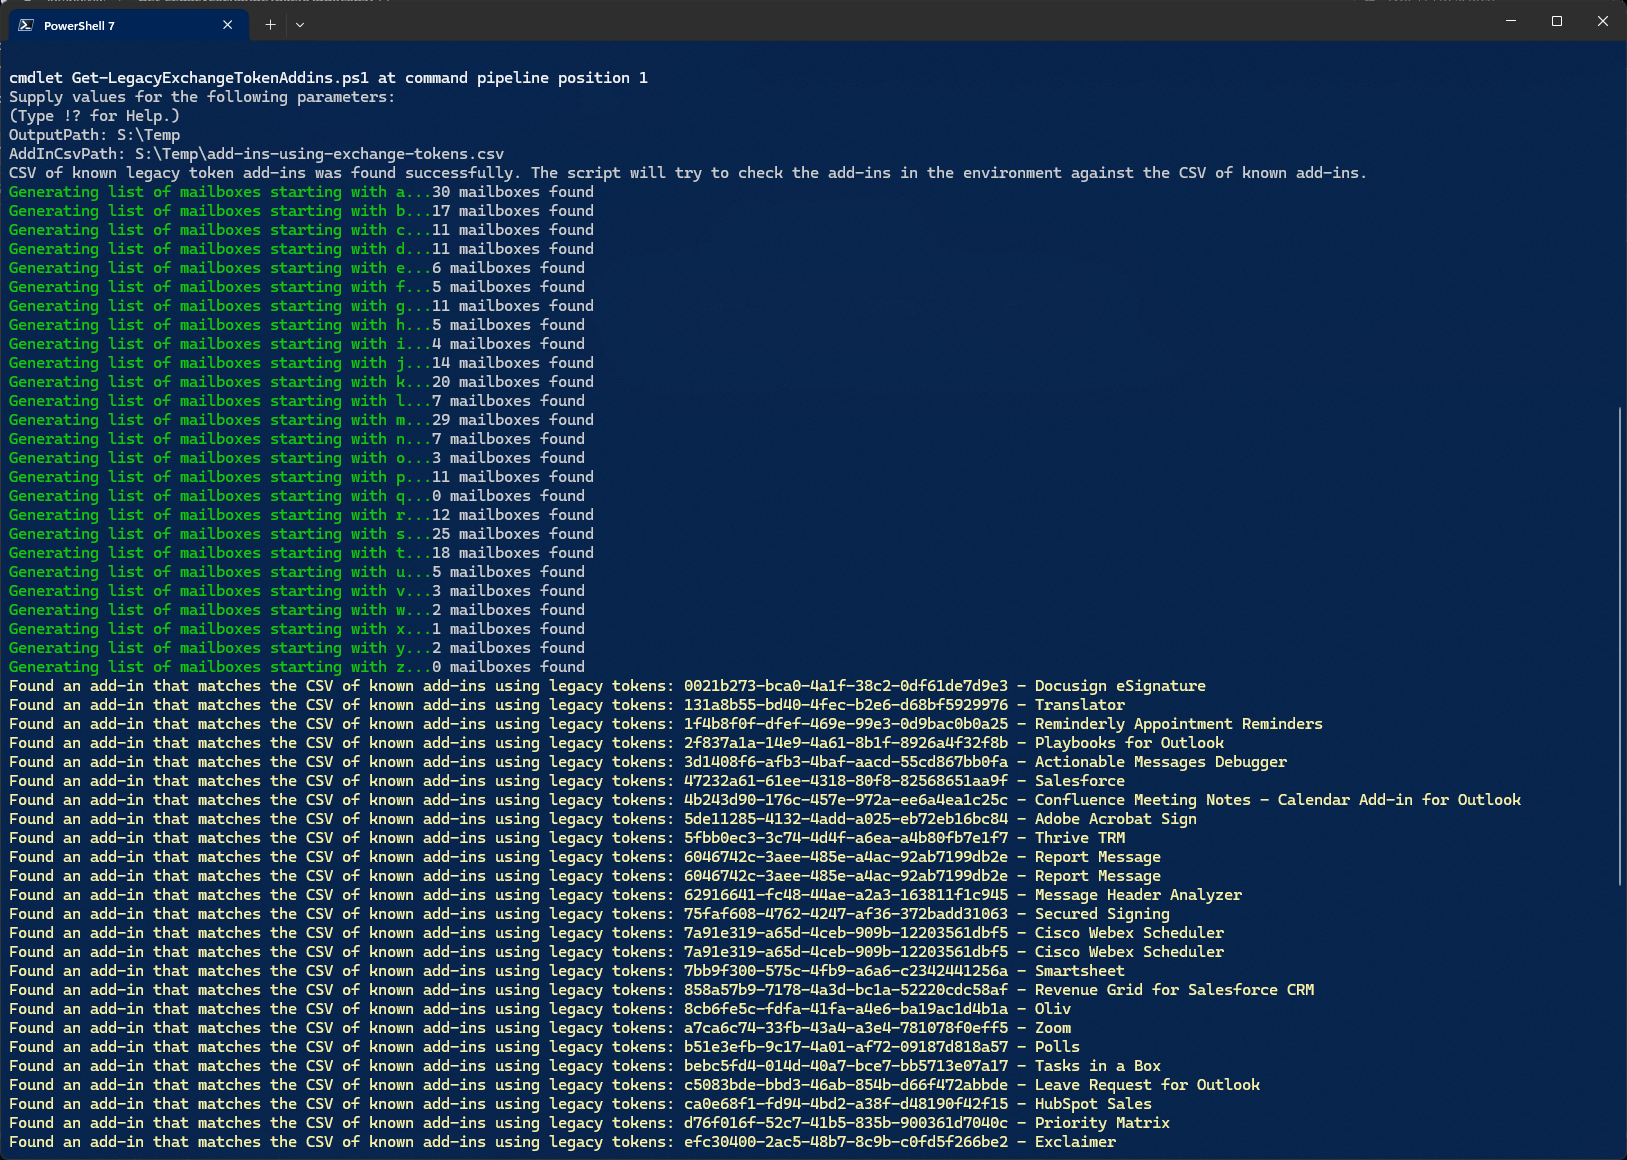 PowerShell 7
cmdlet Get-LegacyExchangeTokenAddins.ps1 at command pipeline position 1
Supply values for the following parameters:
(Type !? for Help.)
OutputPath: S:\Temp
AddInCsvPath: S:\Temp\add-ins-using-exchange-tokens.csv
CSV of known legacy token add-ins was found successfully. The script will try to check the add-ins in the environment against the CSV of known add-ins.
Generating list of mailboxes starting with a...30 mailboxes found
Generating list of mailboxes starting with b...17 mailboxes found
Generating list of mailboxes starting with c...11 mailboxes found
Generating list of mailboxes starting with d...11 mailboxes found
Generating list of mailboxes starting with e...6 mailboxes found
Generating list of mailboxes starting with f...5 mailboxes found
Generating list of mailboxes starting with g...11 mailboxes found
Generating list of mailboxes starting with h...5 mailboxes found
Generating list of mailboxes starting with i...4 mailboxes found
Generating list of mailboxes starting with j...14 mailboxes found
Generating list of mailboxes starting with k...20 mailboxes found
Generating list of mailboxes starting with l...7 mailboxes found
Generating list of mailboxes starting with m...29 mailboxes found
Generating list of mailboxes starting with n...7 mailboxes found
Generating list of mailboxes starting with o...3 mailboxes found
Generating list of mailboxes starting with p...11 mailboxes found
Generating list of mailboxes starting with q...0 mailboxes found
Generating list of mailboxes starting with r...12 mailboxes found
Generating list of mailboxes starting with s...25 mailboxes found
Generating list of mailboxes starting with t...18 mailboxes found
Generating list of mailboxes starting with u...5 mailboxes found
Generating list of mailboxes starting with v...3 mailboxes found
Generating list of mailboxes starting with w...2 mailboxes found
Generating list of mailboxes starting with x...1 mailboxes found
Generating list of mailboxes starting with y...2 mailboxes found
Generating list of mailboxes starting with z...0 mailboxes found
Found an add-in that matches the CSV of known add-ins using legacy tokens: 0021b273-bca0-4a1f-38c2-0df61de7d9e3 - Docusign eSignature
Found an add-in that matches the CSV of known add-ins using legacy tokens: 131a8b55-bd40-4fec-b2e6-d68bf5929976 - Translator
Found an add-in that matches the CSV of known add-ins using legacy tokens: 1f4b8f0f-dfef-469e-99e3-0d9bac0b0a25 - Reminderly Appointment Reminders
Found an add-in that matches the CSV of known add-ins using legacy tokens: 2f837a1a-14e9-4a61-8b1f-8926a4f32f8b - Playbooks for Outlook
Found an add-in that matches the CSV of known add-ins using legacy tokens: 3d1408f6-afb3-4baf-aacd-55cd867bb0fa - Actionable Messages Debugger
Found an add-in that matches the CSV of known add-ins using legacy tokens: 47232a61-61ee-4318-80f8-82568651aa9f - Salesforce
Found an add-in that matches the CSV of known add-ins using legacy tokens: 4b243d90-176c-457e-972a-ee6a4ea1c25c - Confluence Meeting Notes - Calendar Add-in for Outlook
Found an add-in that matches the CSV of known add-ins using legacy tokens: 5de11285-4132-4add-a025-eb72eb16bc84 - Adobe Acrobat Sign
Found an add-in that matches the CSV of known add-ins using legacy tokens: 5fbb0ec3-3c74-4d4f-a6ea-a4b80fb7e1f7 - Thrive TRM
Found an add-in that matches the CSV of known add-ins using legacy tokens: 6046742c-3aee-485e-a4ac-92ab7199db2e - Report Message
Found an add-in that matches the CSV of known add-ins using legacy tokens: 6046742c-3aee-485e-a4ac-92ab7199db2e - Report Message
Found an add-in that matches the CSV of known add-ins using legacy tokens: 62916641-fc48-44ae-a2a3-163811f1c945 - Message Header Analyzer
Found an add-in that matches the CSV of known add-ins using legacy tokens: 75faf608-4762-4247-af36-372badd31063 - Secured Signing
Found an add-in that matches the CSV of known add-ins using legacy tokens: 7a91e319-a65d-4ceb-909b-12203561dbf5 - Cisco Webex Scheduler
Found an add-in that matches the CSV of known add-ins using legacy tokens: 7a91e319-a65d-4ceb-909b-12203561dbf5 - Cisco Webex Scheduler
Found an add-in that matches the CSV of known add-ins using legacy tokens: 7bb9f300-575c-4fb9-a6a6-c2342441256a - Smartsheet
Found an add-in that matches the CSV of known add-ins using legacy tokens: 858a57b9-7178-4a3d-bc1a-52220cdc58af - Revenue Grid for Salesforce CRM
Found an add-in that matches the CSV of known add-ins using legacy tokens: 8cb6fe5c-fdfa-41fa-a4e6-ba19ac1d4b1a - Oliv
Found an add-in that matches the CSV of known add-ins using legacy tokens: a7ca6c74-33fb-43a4-a3e4-781078f0eff5 - Zoom
Found an add-in that matches the CSV of known add-ins using legacy tokens: b51e3efb-9c17-4a01-af72-09187d818a57 - Polls
Found an add-in that matches the CSV of known add-ins using legacy tokens: bebc5fd4-014d-40a7-bce7-bb5713e07a17 - Tasks in a Box
Found an add-in that matches the CSV of known add-ins using legacy tokens: c5083bde-bbd3-46ab-854b-d66f472abbde - Leave Request for Outlook
Found an add-in that matches the CSV of known add-ins using legacy tokens: ca0e68f1-fd94-4bd2-a38f-d48190f42f15 - HubSpot Sales
Found an add-in that matches the CSV of known add-ins using legacy tokens: d76f016f-52c7-41b5-835b-900361d7040c - Priority Matrix
Found an add-in that matches the CSV of known add-ins using legacy tokens: efc30400-2ac5-48b7-8c9b-c0fd5f266be2 - Exclaimer